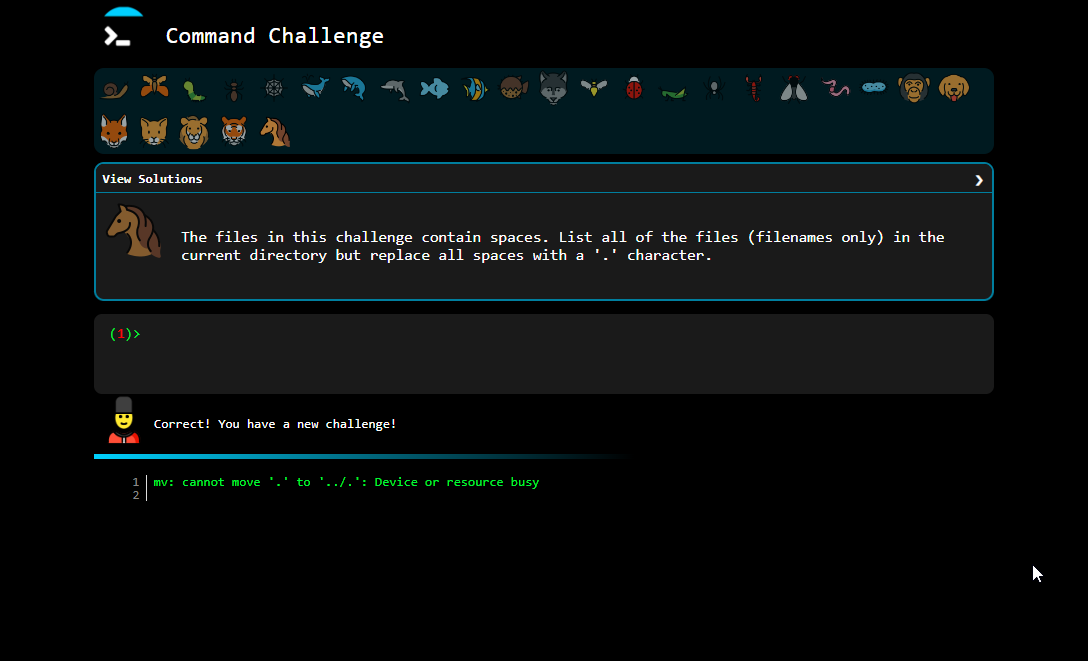 Command Challenge
View Solutions
The files in this challenge contain spaces. List all of the files (filenames only) in the
current directory but replace all spaces with a '.' character.
(1)>
Correct! You have a new challenge!
1 mv: cannot move '.' to '../.': Device or resource busy
2